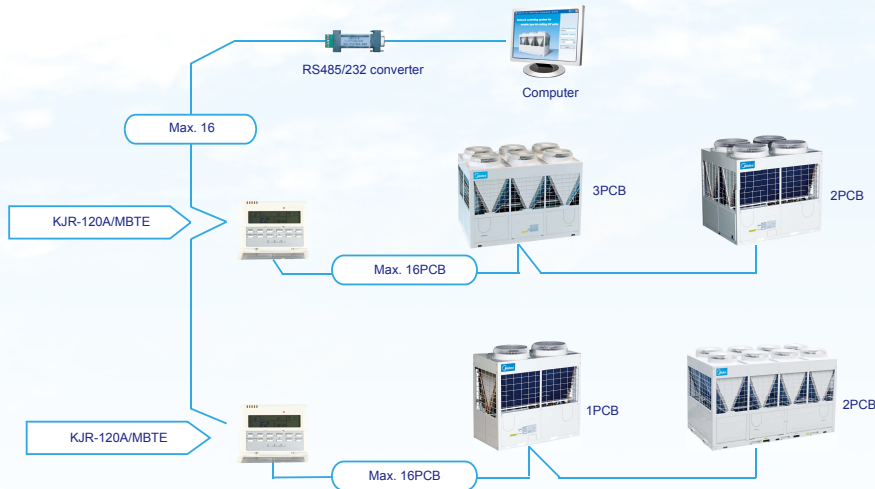 RS485/232 converter
Computer
Max. 16
3PCB
2PCB
KJR-120A/MBTE
Max. 16PCB
1PCB
2PCB
KJR-120A/MBTE
Max. 16PCB